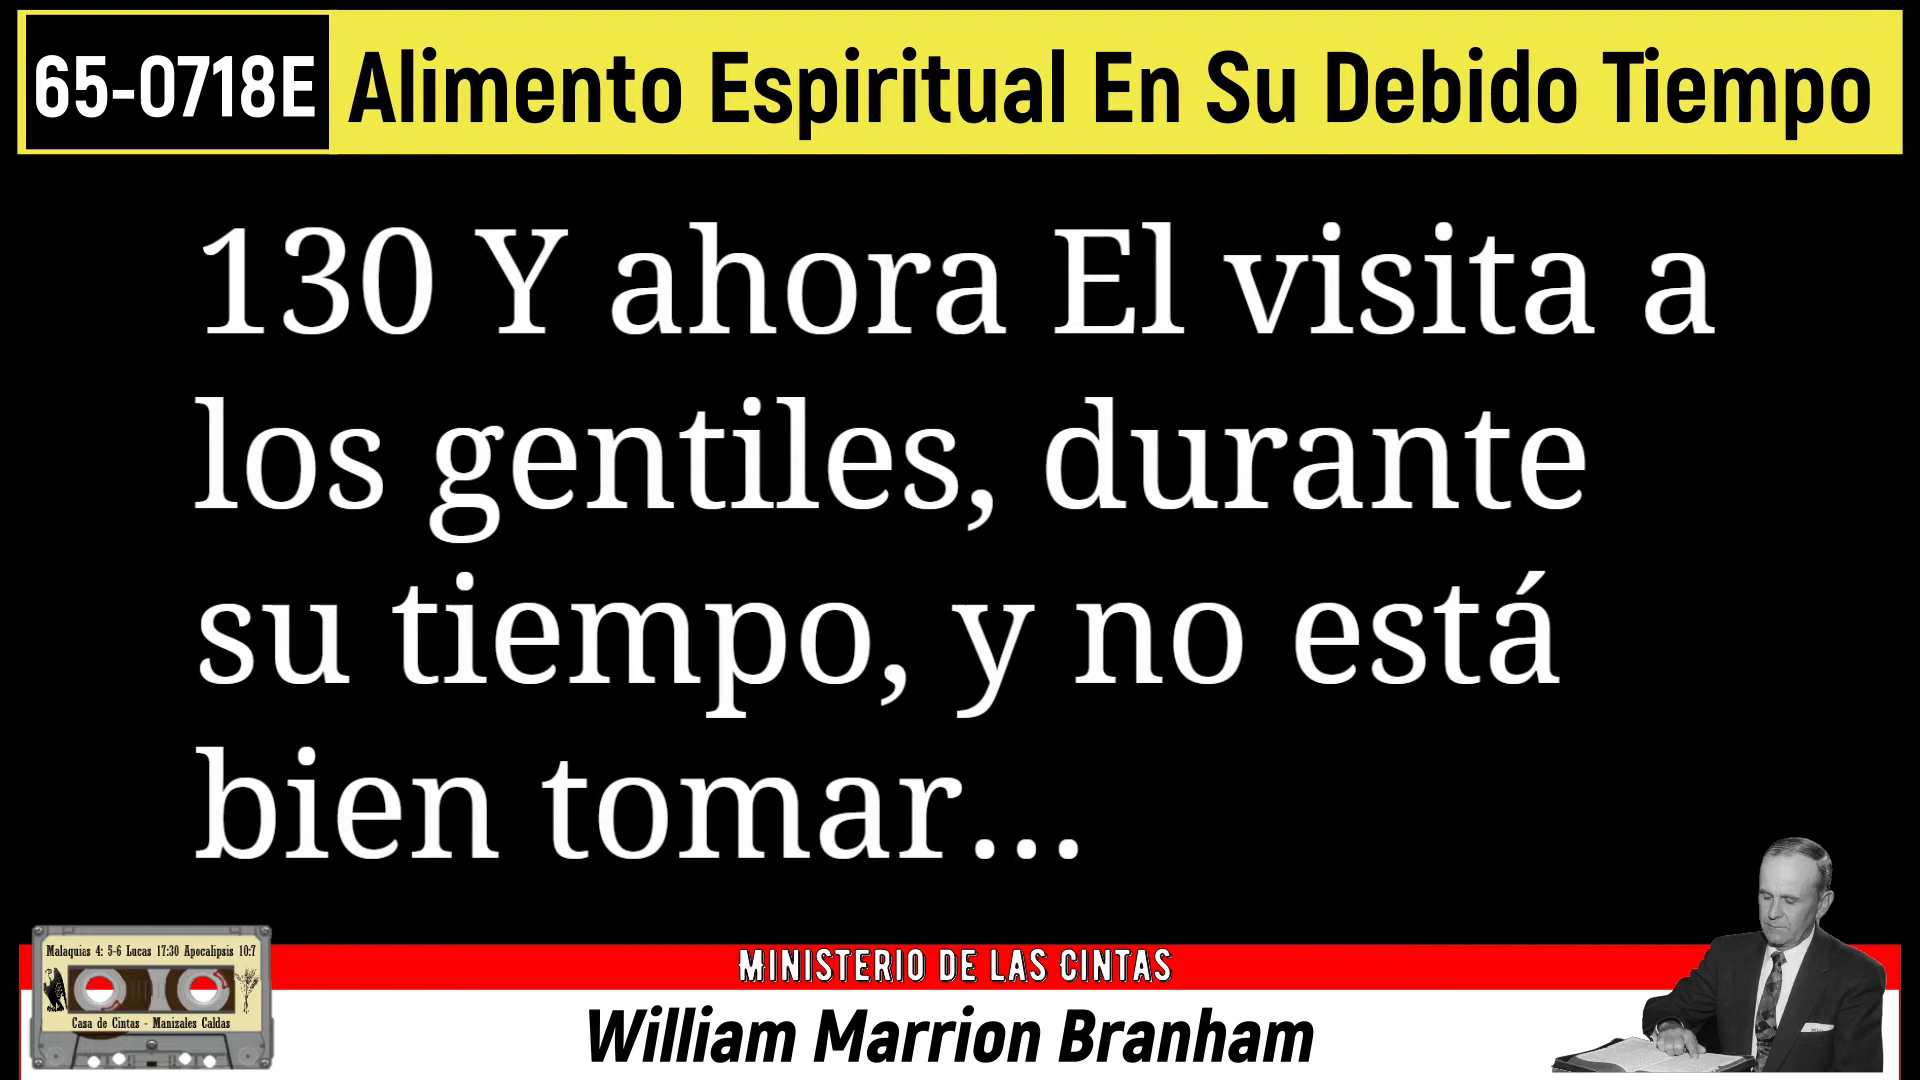 65-0718E Alimento Espiritual En Su Debido Tiempo
130 Y ahora El visita a
los gentiles, durante
su tiempo, y no está
bien tomar...
Malaquias 4: 5-6 Lucas 17:30 Apocalipsis 10:7
Casa de Cintas - Manizales Caldas
MINISTERIO DE LAS CINTAS
William Marrion Branham